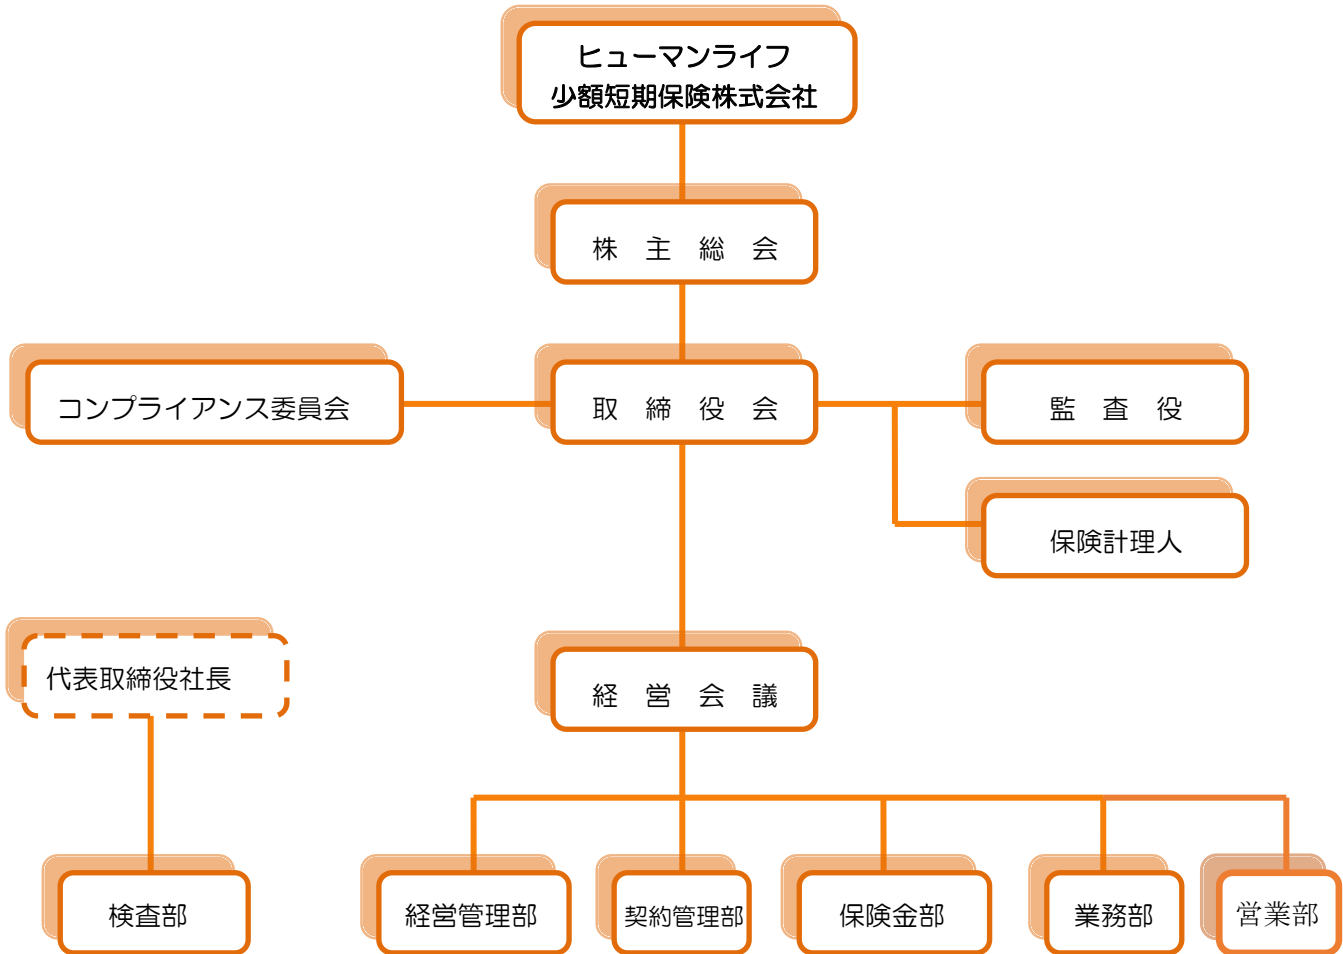 ヒューマンライフ
少額短期保険株式会社
株　主　総　会
コンプライアンス委員会
取　締　役　会
監　査　役
保険計理人
代表取締役社長
経　営　会　議
検査部
経営管理部
契約管理部
保険金部
業務部
営業部